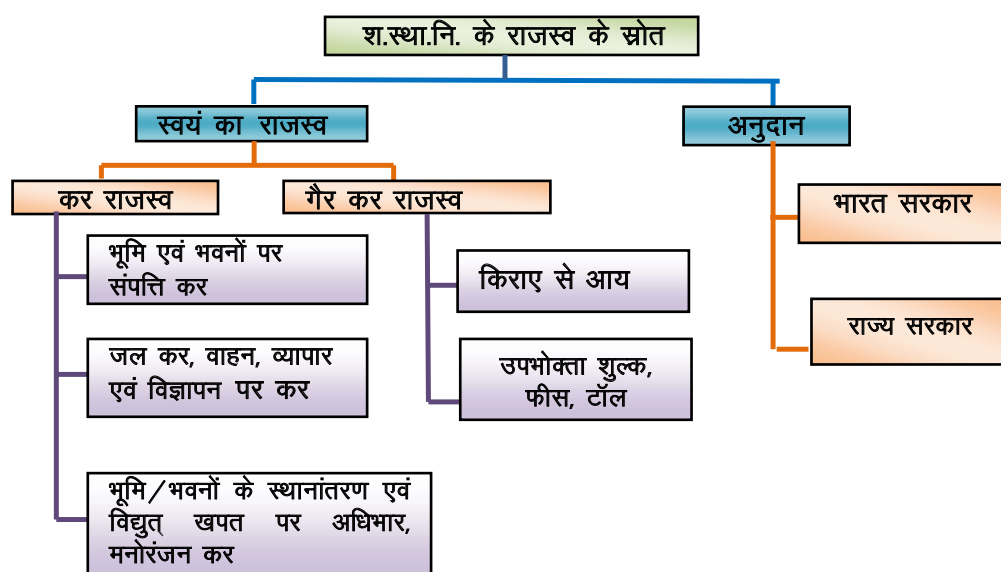 श.स्था.नि. के राजस्व के स्रोत
स्वयं का राजस्व
अनुदान
कर राजस्व
गैर कर राजस्व
भारत सरकार
भूमि एवं भवनों पर
संपत्ति कर
किराए से आय
राज्य सरकार
जल कर, वाहन, व्यापार
एवं विज्ञापन पर कर
उपभोक्ता शुल्क,
फीस, टॉल
भूमि/भवनों के स्थानांतरण एवं
विद्युत् खपत पर अधिभार,
मनोरंजन कर